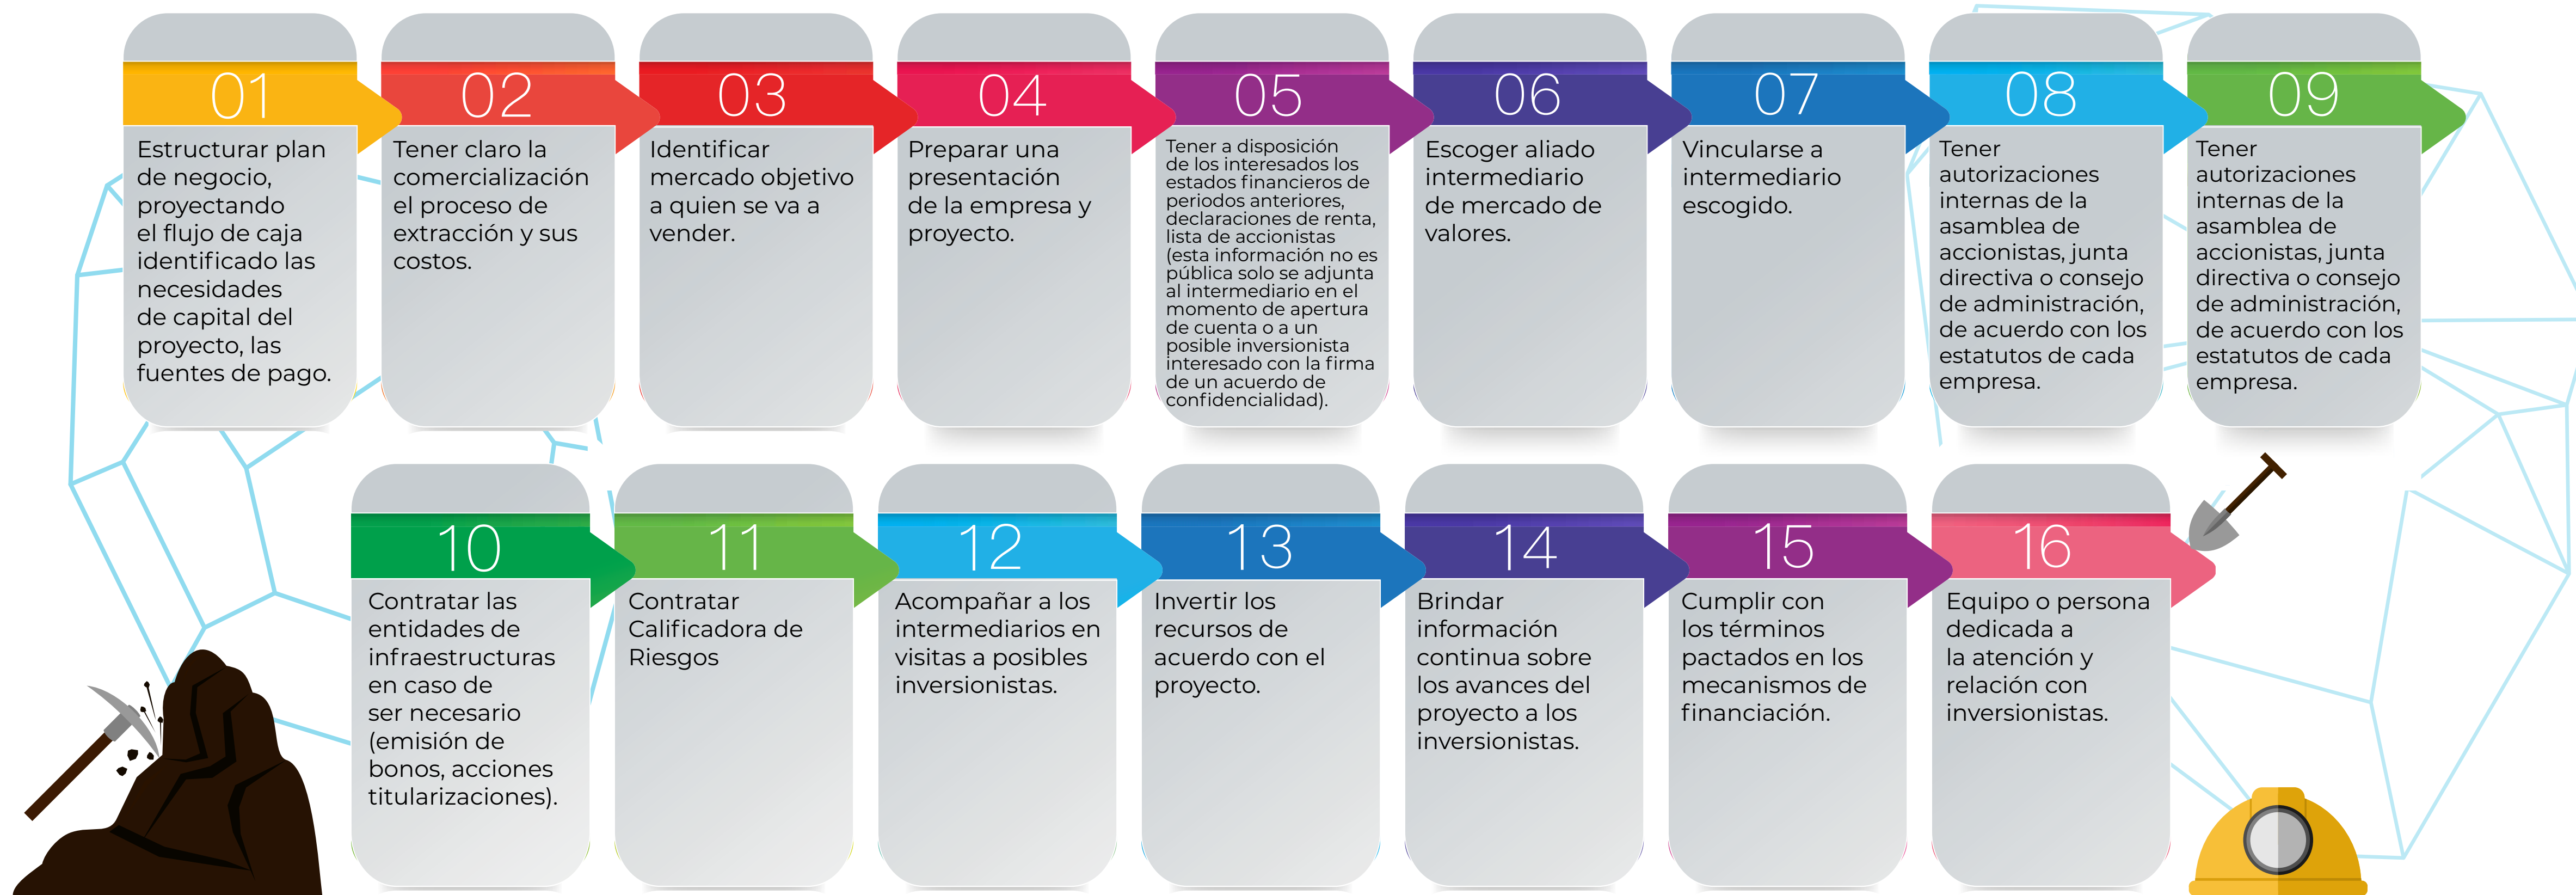 01
Estructurar plan
de negocio,
proyectando
el flujo de caja
identificado las
necesidades
de capital del
proyecto, las
fuentes de pago.
02
Tener claro la
comercialización
el proceso de
extracción y sus
costos.
03
Identificar
mercado objetivo
a quien se va a
vender.
04
Preparar una
presentación
de la empresa y
proyecto.
05
Tener a disposición
de los interesados los
estados financieros de
periodos anteriores,
declaraciones de renta,
lista de accionistas
(esta información no es
pública solo se adjunta
al intermediario en el
momento de apertura
de cuenta o a un
posible inversionista
interesado con la firma
de un acuerdo de
confidencialidad).
06
Escoger aliado
intermediario
de mercado de
valores.
07
Vincularse a
intermediario
escogido.
08
Tener
autorizaciones
internas de la
asamblea de
accionistas, junta
directiva o consejo
de administración,
de acuerdo con los
estatutos de cada
empresa.
09
Tener
autorizaciones
internas de la
asamblea de
accionistas, junta
directiva o consejo
de administración,
de acuerdo con los
estatutos de cada
empresa.
10
Contratar las
entidades de
infraestructuras
en caso de
ser necesario
(emisión de
bonos, acciones
titularizaciones).
11
Contratar
Calificadora de
Riesgos
12
Acompañar a los
intermediarios en
visitas a posibles
inversionistas.
13
Invertir los
recursos de
acuerdo con el
proyecto.
14
Brindar
información
continua sobre
los avances del
proyecto a los
inversionistas.
15
Cumplir con
los términos
pactados en los
mecanismos de
financiación.
16
Equipo o persona
dedicada a
la atención y
relación con
inversionistas.